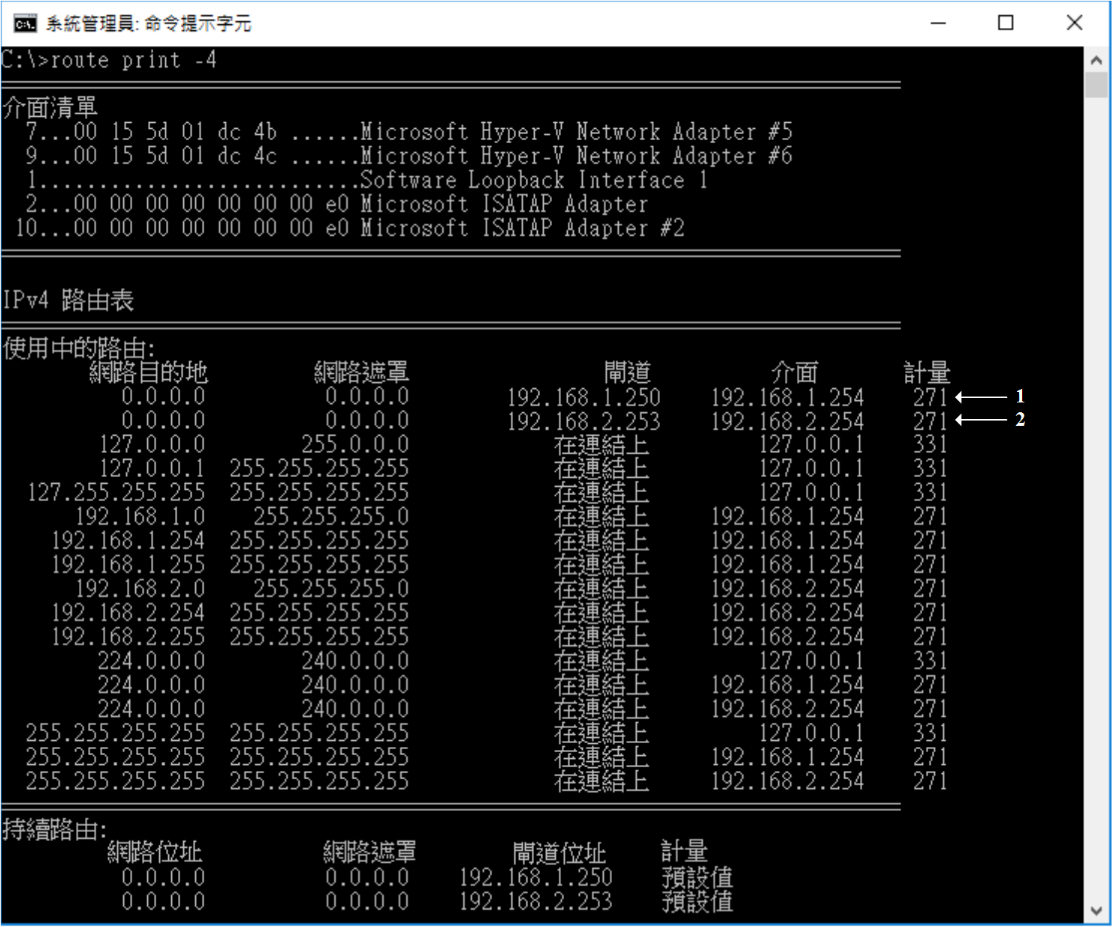 系統管理員: 命令提示字元
C:\>route print -4
介面清單
7...00 15 5d 01 dc 4b ......Microsoft Hyper-V Network Adapter #5
9...00 15 5d 01 dc 4c ......Microsoft Hyper-V Network Adapter #6
1...........................Software Loopback Interface 1
2...00 00 00 00 00 00 00 e0 Microsoft ISATAP Adapter
10...00 00 00 00 00 00 00 e0 Microsoft ISATAP Adapter #2
IPv4 路由表
使用中的路由:
網路目的地 網路遮罩 閘道 介面 計量
0.0.0.0 0.0.0.0 192.168.1.250 192.168.1.254 271 1
0.0.0.0 0.0.0.0 192.168.2.253 192.168.2.254 271 2
127.0.0.0 255.0.0.0 在連結上 127.0.0.1 331
127.0.0.1 255.255.255.255 在連結上 127.0.0.1 331
127.255.255.255 255.255.255.255 在連結上 127.0.0.1 331
192.168.1.0 255.255.255.0 在連結上 192.168.1.254 271
192.168.1.254 255.255.255.255 在連結上 192.168.1.254 271
192.168.1.255 255.255.255.255 在連結上 192.168.1.254 271
192.168.2.0 255.255.255.0 在連結上 192.168.2.254 271
192.168.2.254 255.255.255.255 在連結上 192.168.2.254 271
192.168.2.255 255.255.255.255 在連結上 192.168.2.254 271
224.0.0.0 240.0.0.0 在連結上 127.0.0.1 331
224.0.0.0 240.0.0.0 在連結上 192.168.1.254 271
224.0.0.0 240.0.0.0 在連結上 192.168.2.254 271
255.255.255.255 255.255.255.255 在連結上 127.0.0.1 331
255.255.255.255 255.255.255.255 在連結上 192.168.1.254 271
255.255.255.255 255.255.255.255 在連結上 192.168.2.254 271
持續路由:
網路位址 網路遮罩 閘道位址 計量
0.0.0.0 0.0.0.0 192.168.1.250 預設值
0.0.0.0 0.0.0.0 192.168.2.253 預設值